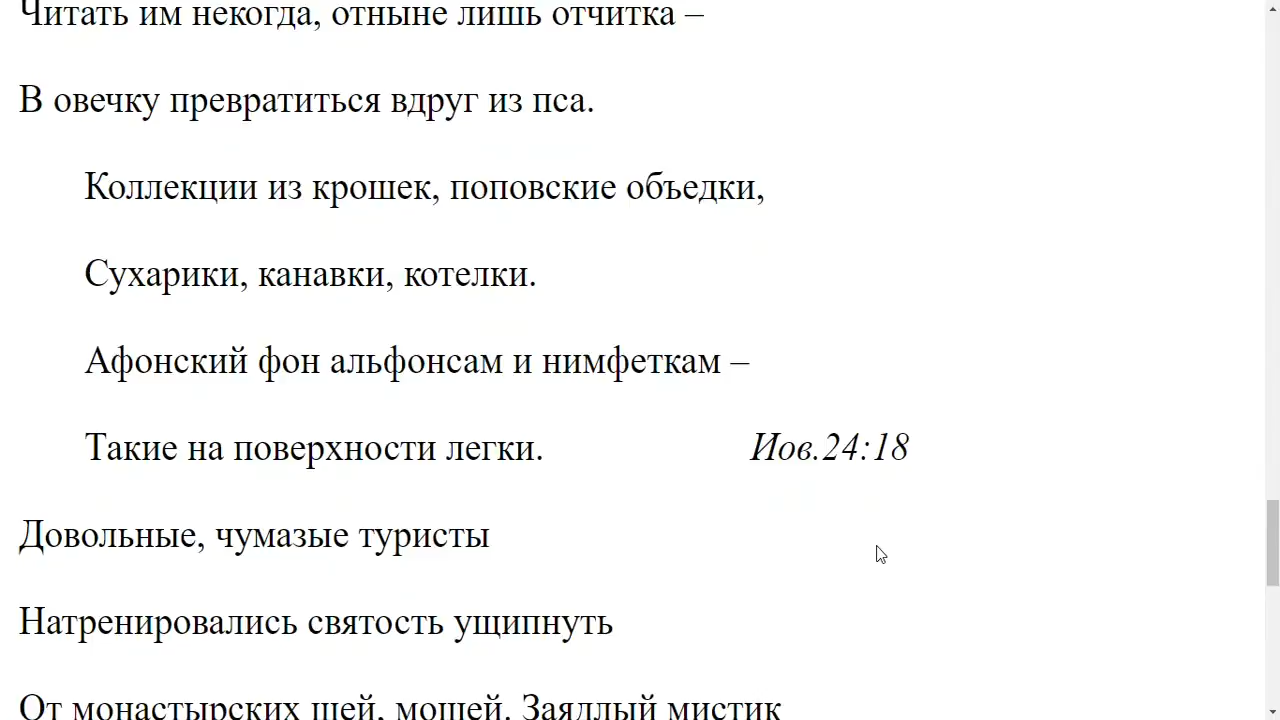 Читать им некогда, отныне лишь отчитка –
В овечку превратиться вдруг из пса.
Коллекции из крошек, поповские объедки,
Сухарики, канавки, котелки.
Афонский фон альфонсам и нимфеткам –
Такие на поверхности легки. Иов.24:18
Довольные, чумазые туристы
Натренировались святость ущипнуть
От монастырских щей, мощей. Заядлый мистик